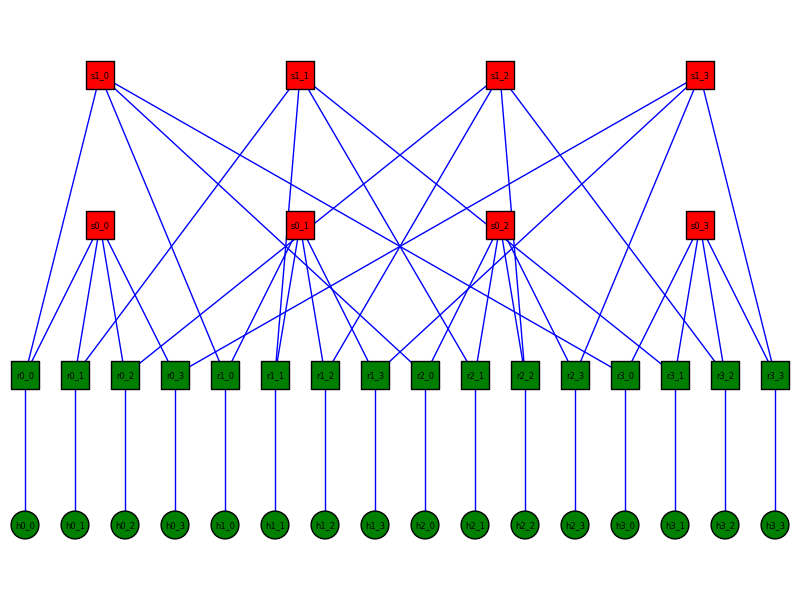 s1_0 s1_1 s1_2 s1_3
s0_0 s0_1 s0_2 s0_3
r0_0 r0_1 r0_2 r0_3 r1_0 r1_1 r1_2 r1_3 r2_0 r2_1 r2_2 r2_3 r3_0 r3_1 r3_2 r3_3
h0_0 h0_1 h0_2 h0_3 h1_0 h1_1 h1_2 h1_3 h2_0 h2_1 h2_2 h2_3 h3_0 h3_1 h3_2 h3_3